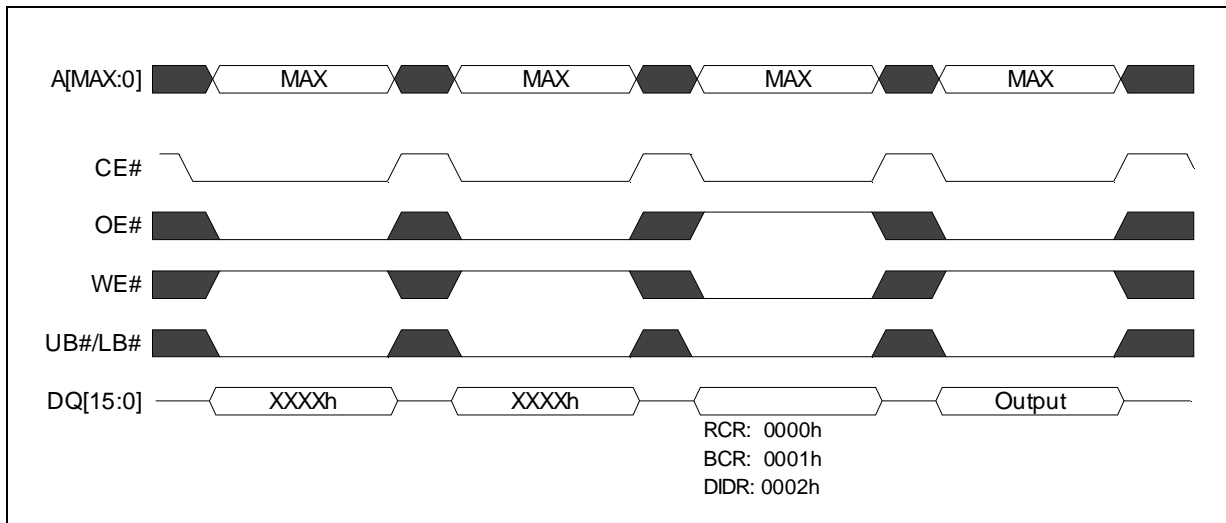 A[MAX:0] MAX MAX MAX MAX
CE#
OE#
WE#
UB#/LB#
DQ[15:0] XXXXh XXXXh Output
RCR: 0000h
BCR: 0001h
DIDR: 0002h